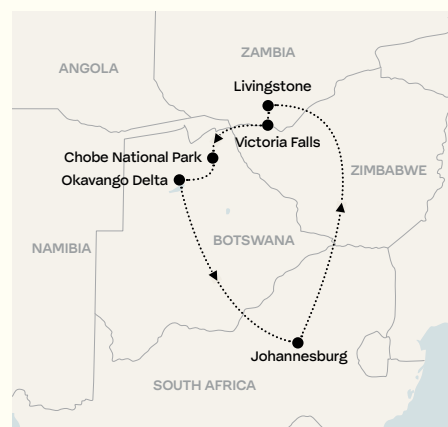 ZAMBIA
ANGOLA
Livingstone
Victoria Falls
Chobe National Park
ZIMBABWE
Okavango Delta
BOTSWANA
NAMIBIA
Johannesburg
SOUTH AFRICA